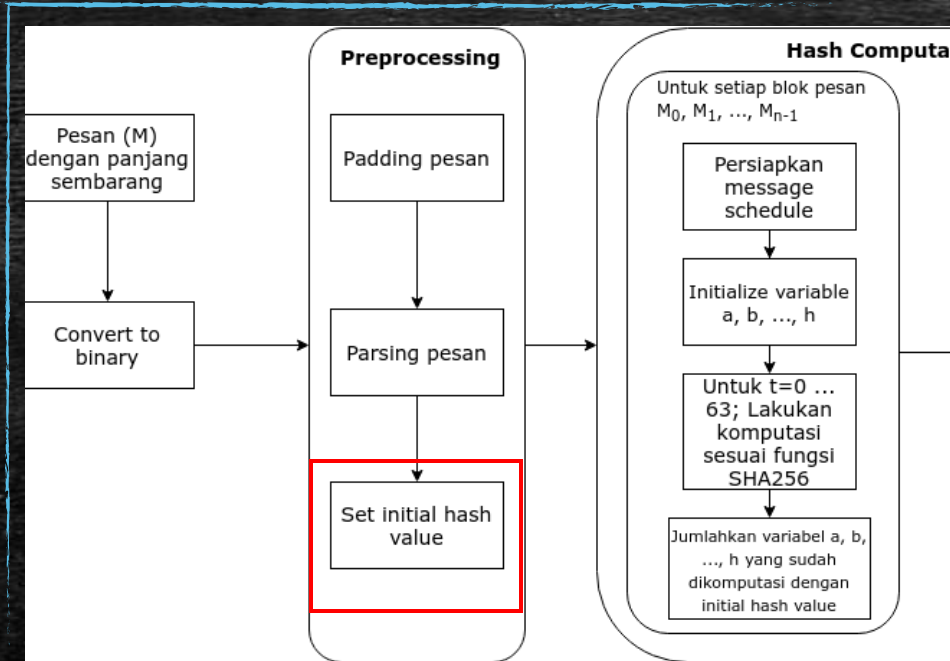 Pesan (M)
dengan panjang
sembarang
Convert to
binary
Preprocessing
Padding pesan
Parsing pesan
Set initial hash
value
Hash Computa
Untuk setiap blok pesan
M₀, M₁, ..., Mₙ₋₁
Persiapkan
message
schedule
Initialize variable
a, b, ..., h
Untuk t=0 ...
63; Lakukan
komputasi
sesuai fungsi
SHA256
Jumlahkan variabel a, b,
..., h yang sudah
dikomputasi dengan
initial hash value